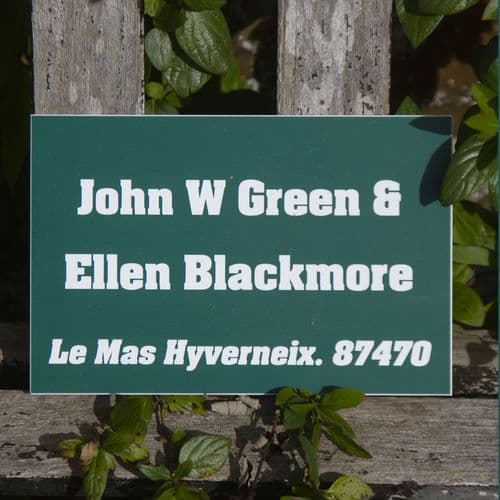 John W Green &
Ellen Blackmore
Le Mas Hyverneix. 87470